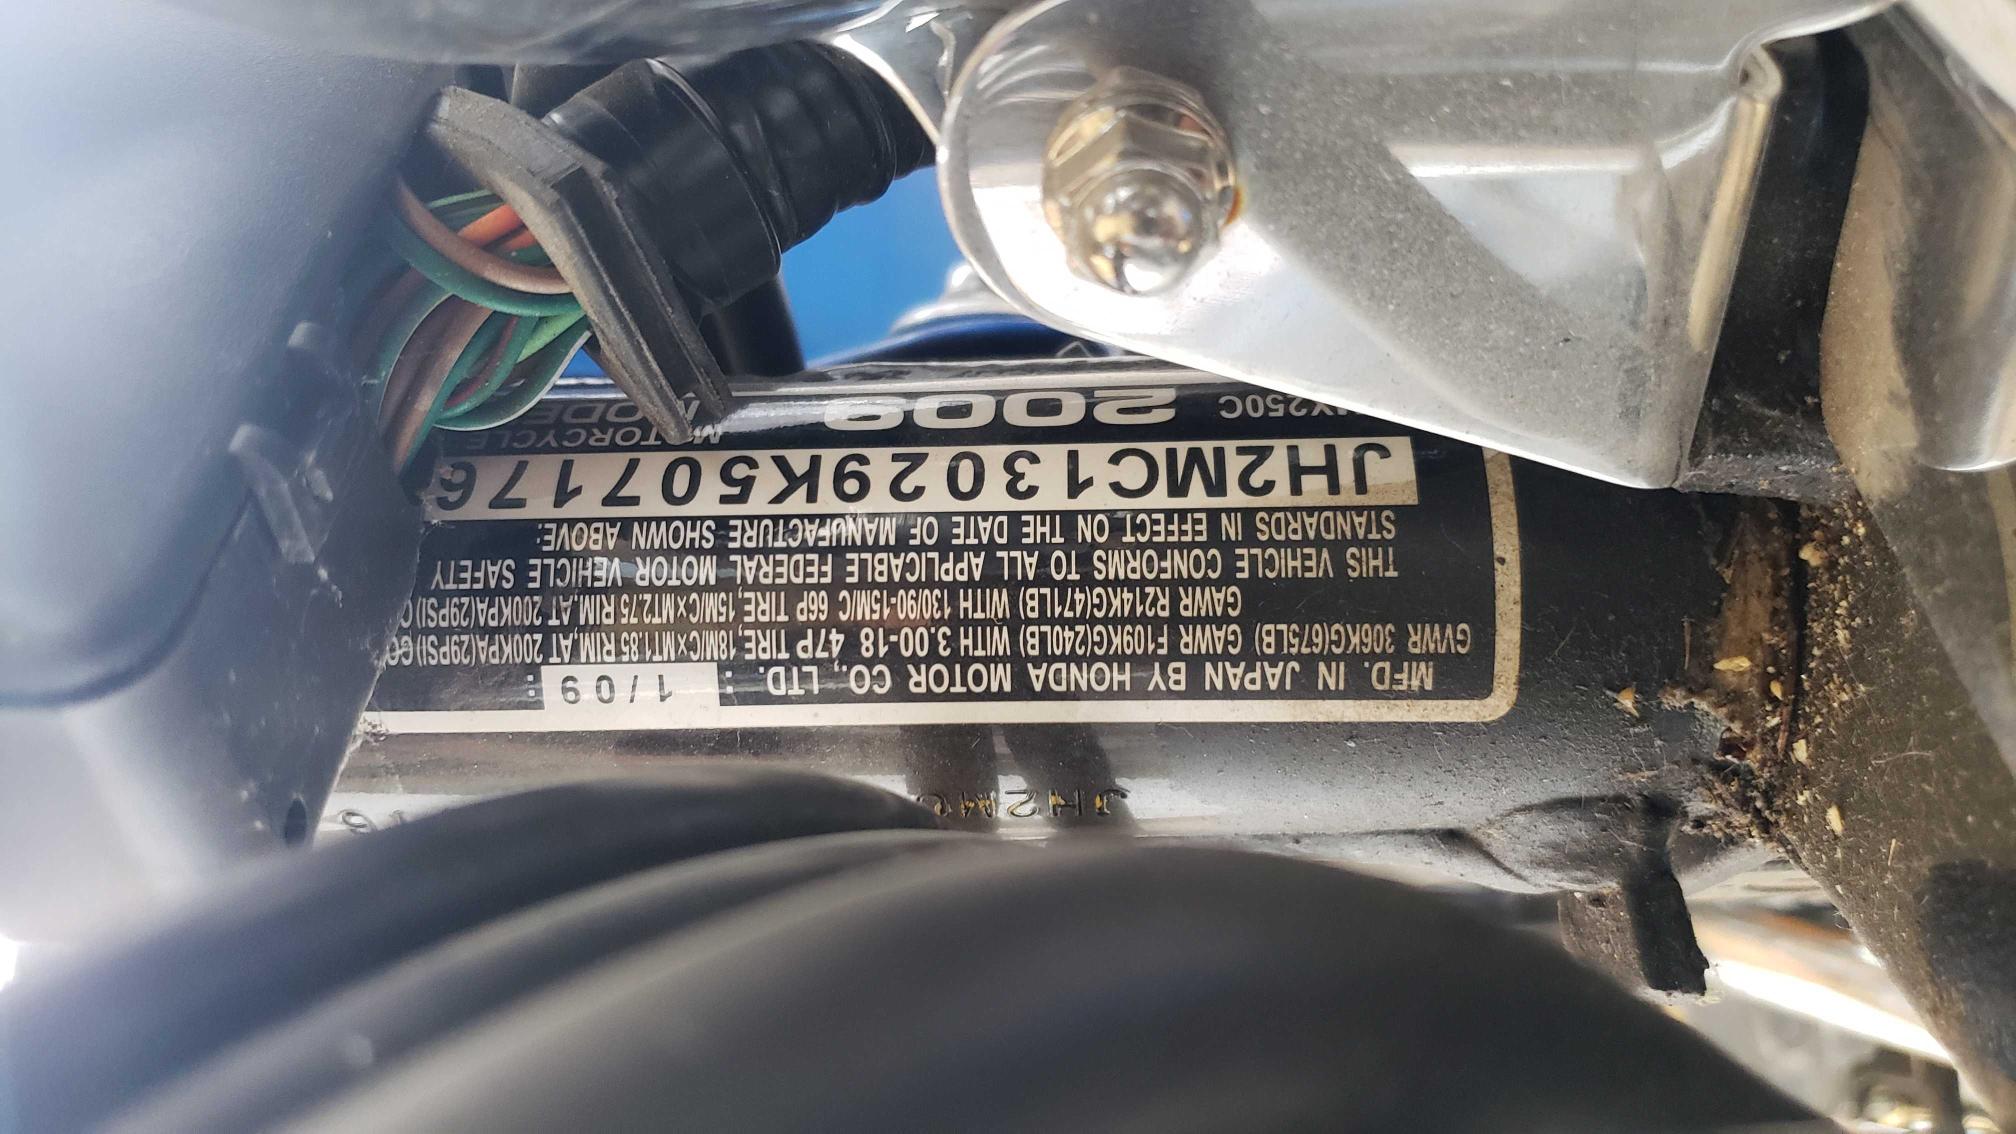 JH2MC
MFD. IN JAPAN BY HONDA MOTOR CO., LTD. : 1/09 :
GVWR 306KG(675LB) GAWR F109KG(240LB) WITH 3.00-18 47P TIRE, 18M/C×MT1.85 RIM, AT 200KPA(29PSI)
GAWR R214KG(471LB) WITH 130/90-15M/C 66P TIRE, 15M/C×MT2.75 RIM, AT 200KPA(29PSI)
THIS VEHICLE CONFORMS TO ALL APPLICABLE FEDERAL MOTOR VEHICLE SAFETY
STANDARDS IN EFFECT ON THE DATE OF MANUFACTURE SHOWN ABOVE.
JH2MC13029K507176
MX250C 2009 MOTORCYCLE
MODEL